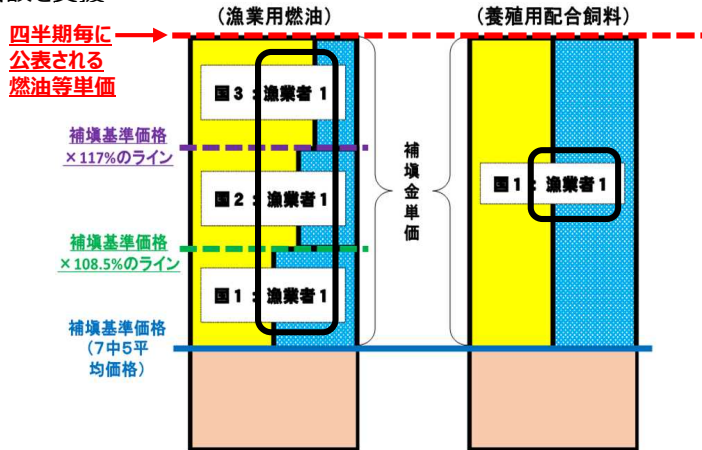 (漁業用燃油)
(養殖用配合飼料)
四半期毎に
公表される
燃油等単価
国3:漁業者1
補塡基準価格
×117%のライン
国2:漁業者1
補塡基準価格
×108.5%のライン
国1:漁業者1
補塡基準価格
(7中5平
均価格)
補塡金単価
国1:漁業者1